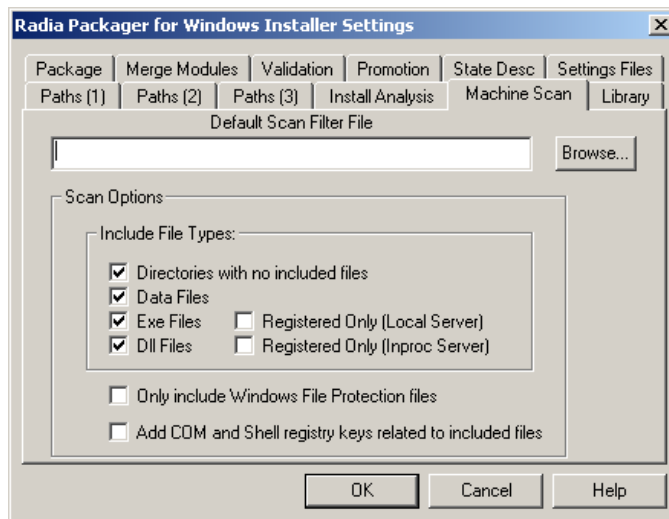 Radia Packager for Windows Installer Settings
Package Merge Modules Validation Promotion State Desc Settings Files
Paths (1) Paths (2) Paths (3) Install Analysis Machine Scan Library
Default Scan Filter File
Browse...
Scan Options
Include File Types:
Directories with no included files
Data Files
Exe Files Registered Only (Local Server)
Dll Files Registered Only (Inproc Server)
Only include Windows File Protection files
Add COM and Shell registry keys related to included files
OK Cancel Help